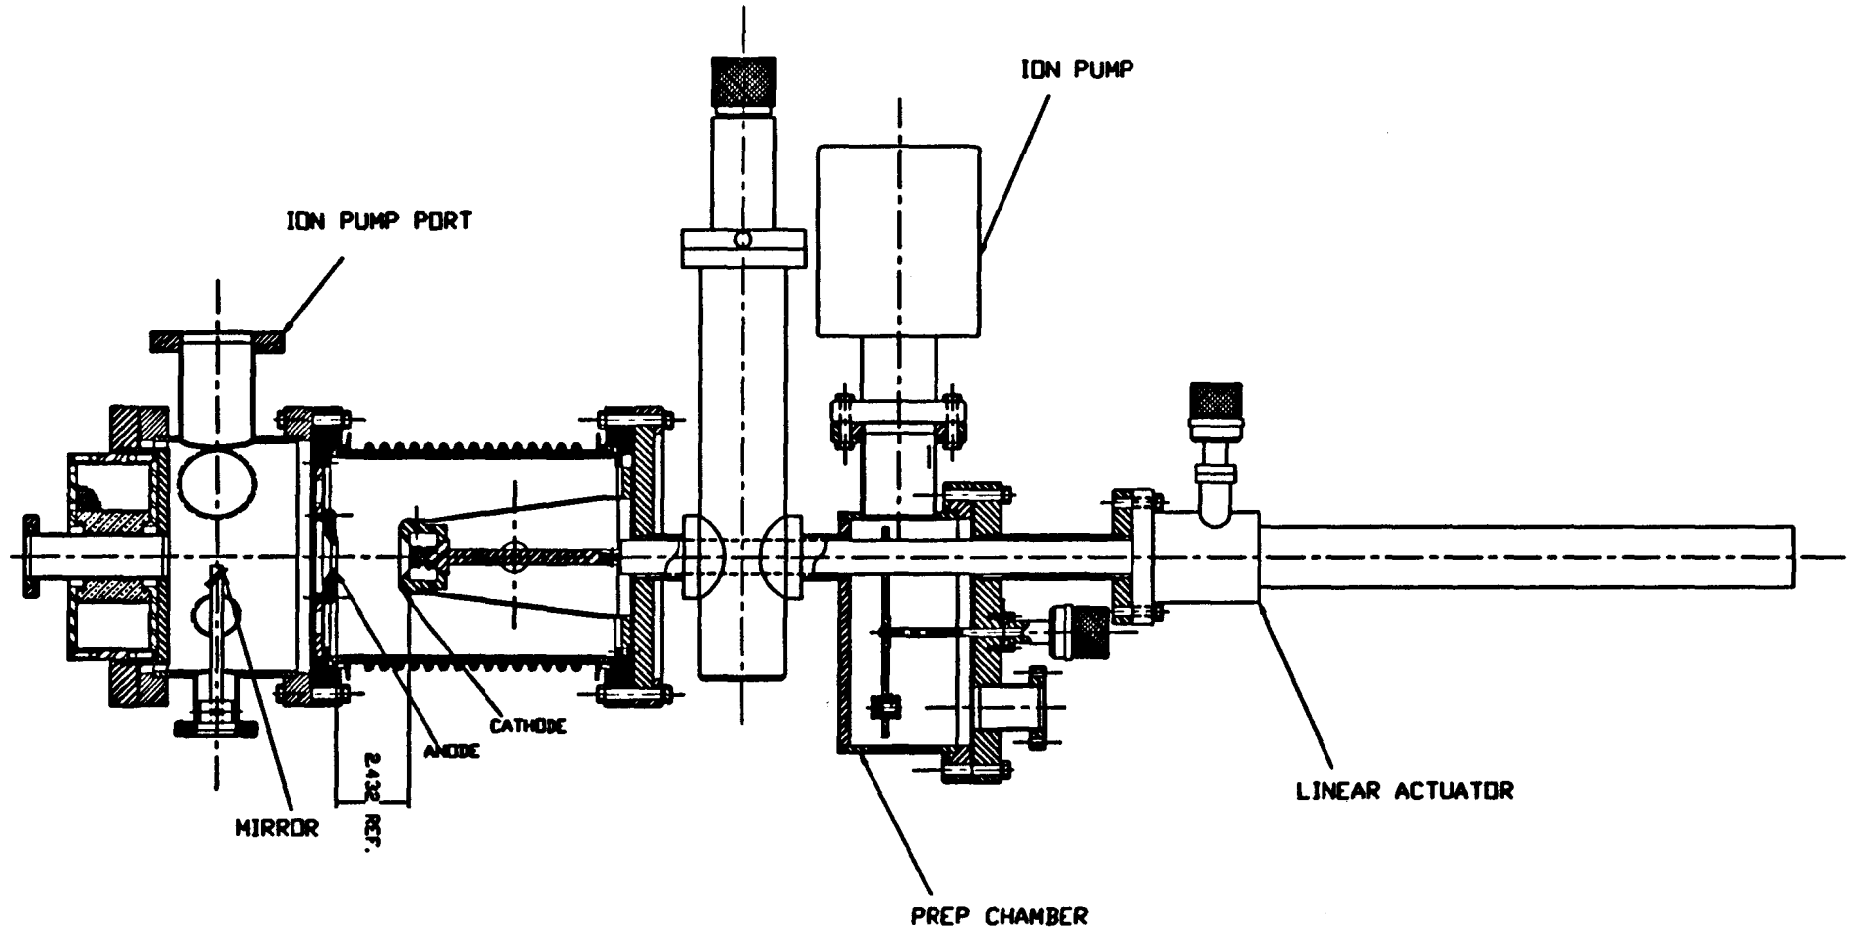 ION PUMP
ION PUMP PORT
CATHODE
ANODE
2.432 REF.
LINEAR ACTUATOR
MIRROR
PREP CHAMBER